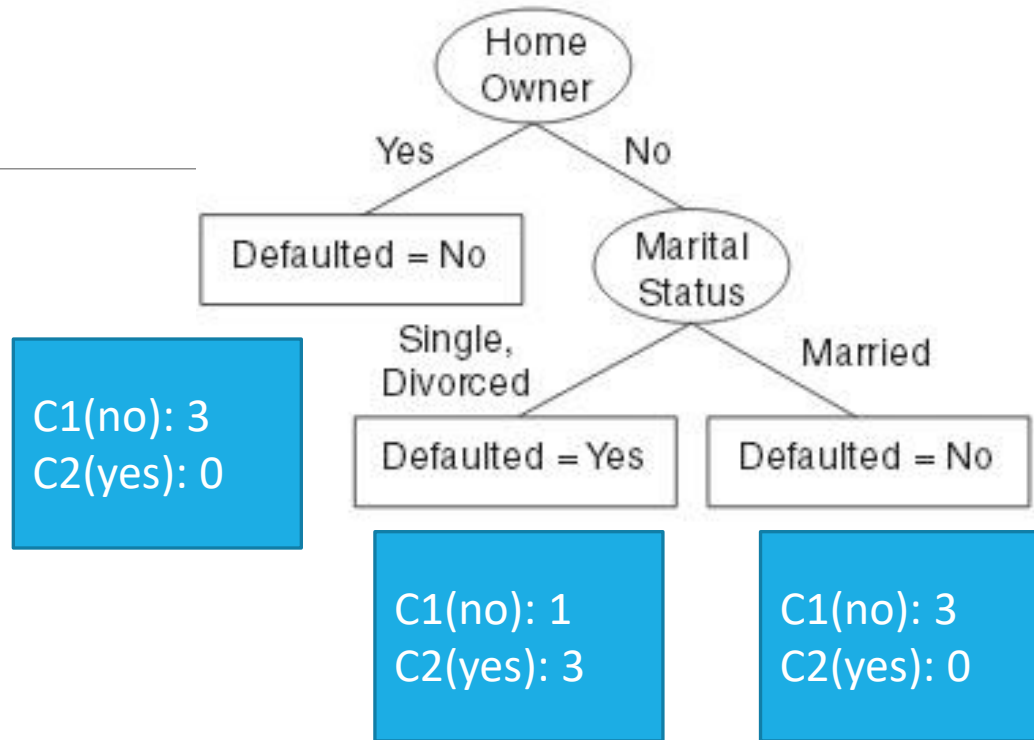 Home
Owner
Yes
No
Defaulted = No
Marital
Status
Single,
Divorced
Married
C1(no): 3
C2(yes): 0
Defaulted = Yes
Defaulted = No
C1(no): 1
C2(yes): 3
C1(no): 3
C2(yes): 0